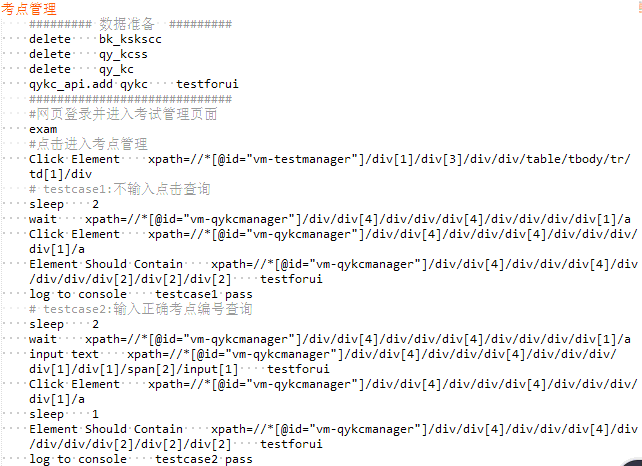 考点管理
######### 数据准备 #########
delete bk_kskscc
delete qy_kcss
delete qy_kc
qykc_api.add qykc testforui
#############################
#网页登录并进入考试管理页面
exam
#点击进入考点管理
Click Element xpath=//*[@id="vm-testmanager"]/div[1]/div[3]/div/div/table/tbody/tr/
td[1]/div
# testcase1:不输入点击查询
sleep 2
wait xpath=//*[@id="vm-qykcmanager"]/div/div[4]/div/div/div[4]/div/div/div/div[1]/a
Click Element xpath=//*[@id="vm-qykcmanager"]/div/div[4]/div/div/div[4]/div/div/div/
div[1]/a
Element Should Contain xpath=//*[@id="vm-qykcmanager"]/div/div[4]/div/div/div[4]/div
/div/div/div[2]/div[2]/div[2] testforui
log to console testcase1 pass
# testcase2:输入正确考点编号查询
sleep 2
wait xpath=//*[@id="vm-qykcmanager"]/div/div[4]/div/div/div[4]/div/div/div/div[1]/a
input text xpath=//*[@id="vm-qykcmanager"]/div/div[4]/div/div/div[4]/div/div/div/
div[1]/div[1]/span[2]/input[1] testforui
Click Element xpath=//*[@id="vm-qykcmanager"]/div/div[4]/div/div/div[4]/div/div/div/
div[1]/a
sleep 1
Element Should Contain xpath=//*[@id="vm-qykcmanager"]/div/div[4]/div/div/div[4]/div
/div/div/div[2]/div[2]/div[2] testforui
log to console testcase2 pass